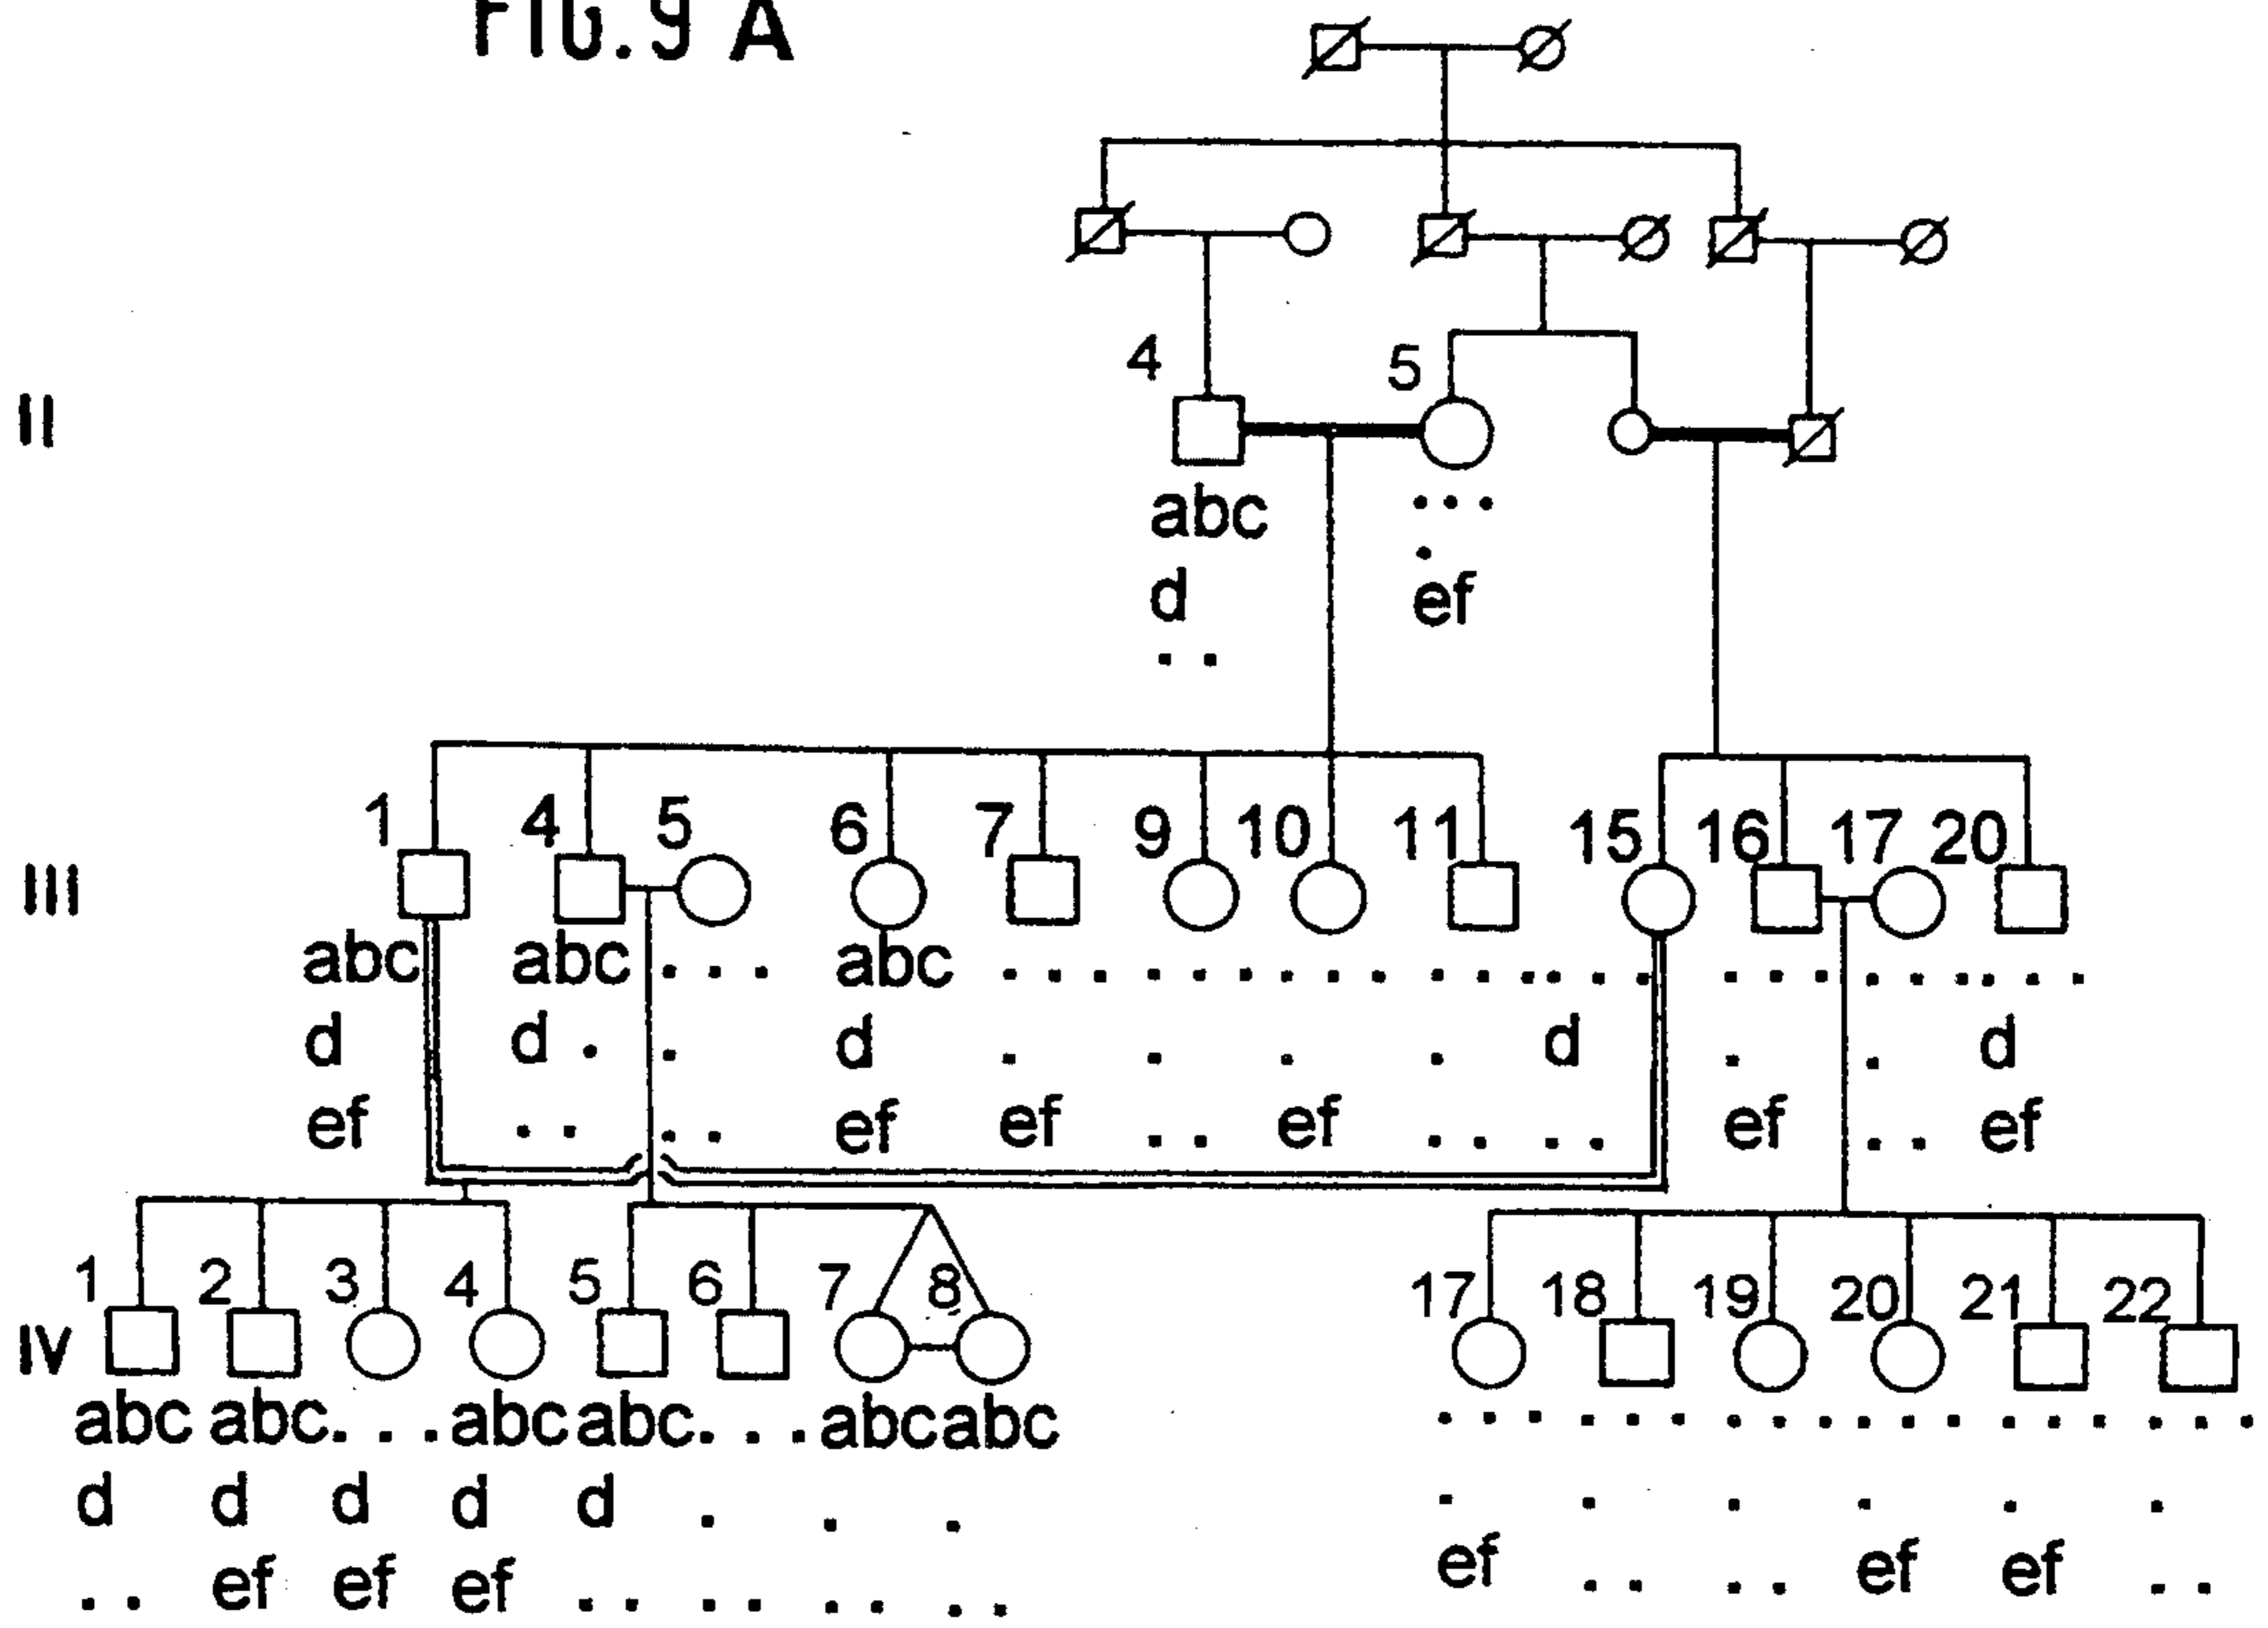 FIG. 9 A
4 5
II
abc . . .
d .
. . ef
1 4 5 6 7 9 10 11 15 16 17 20
III
abc abc . . . abc . . . . . . . . . . . . . . . . . . . . . . . .
d d . . d . . . . d . . d
ef . . . . ef ef . . ef . . . . ef . . ef
1 2 3 4 5 6 7 8 17 18 19 20 21 22
IV
abc abc . . . abc abc . . . abc abc . . . . . . . . . . . . . . . . . .
d d d d d . . . . . . . . .
. . ef ef ef . . . . . . . . ef . . . . ef ef . .